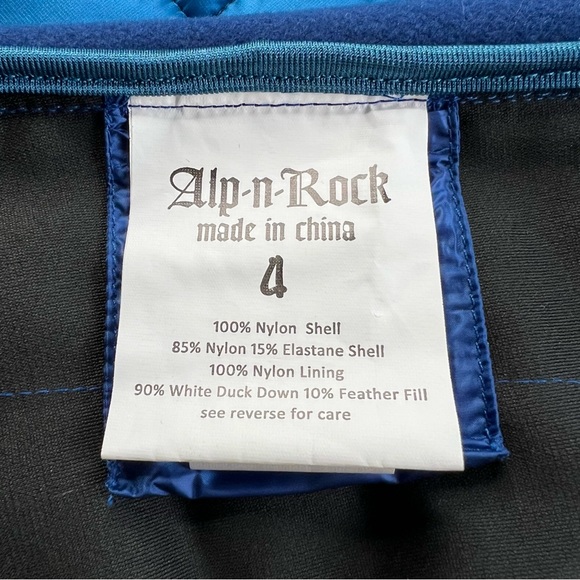 Alp-n-Rock
made in china
4
100% Nylon Shell
85% Nylon 15% Elastane Shell
100% Nylon Lining
90% White Duck Down 10% Feather Fill
see reverse for care